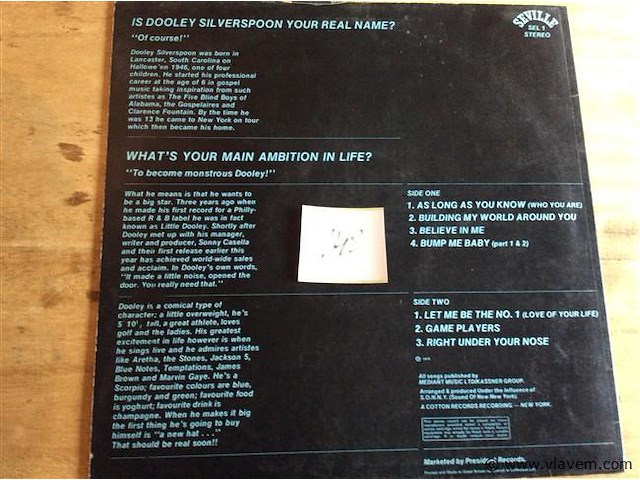 IS DOOLEY SILVERSPOON YOUR REAL NAME?
"Of course!"
Dooley Silverspoon was born in
Lancaster, South Carolina on
Hallowe'en 1946, one of four
children. He started his professional
career at the age of 6 in gospel
music taking inspiration from such
artistes as The Five Blind Boys of
Alabama, the Gospelaires and
Clarence Fountain. By the time he
was 13 he came to New York on tour
which then became his home.
SEVILLE
SEL 1
STEREO
WHAT'S YOUR MAIN AMBITION IN LIFE?
"To become monstrous Dooley!"
What he means is that he wants to
be a big star. Three years ago when
he made his first record for a Philly-
based R & B label he was in fact
known as Little Dooley. Shortly after
Dooley met up with his manager,
writer and producer, Sonny Casella
and their first release earlier this
year has achieved world-wide sales
and acclaim. In Dooley's own words,
"It made a little noise, opened the
door. You really need that."
Dooley is a comical type of
character; a little overweight, he's
5' 10", tall, a great athlete, loves
golf and the ladies. His greatest
excitement in life however is when
he sings live and he admires artistes
like Aretha, the Stones, Jackson 5,
Blue Notes, Temptations, James
Brown and Marvin Gaye. He's a
Scorpio; favourite colours are blue,
burgundy and green; favourite food
is yoghurt; favourite drink is
champagne. When he makes it big
the first thing he's going to buy
himself is "a new hat . . ."
That should be real soon!!
SIDE ONE
1. AS LONG AS YOU KNOW (WHO YOU ARE)
2. BUILDING MY WORLD AROUND YOU
3. BELIEVE IN ME
4. BUMP ME BABY (part 1 & 2)
SIDE TWO
1. LET ME BE THE NO. 1 (LOVE OF YOUR LIFE)
2. GAME PLAYERS
3. RIGHT UNDER YOUR NOSE
All songs published by
MEDIANT MUSIC LTD/KASSNER GROUP.
Arranged & produced Under the Influence of
S.O.N.N.Y. (Sound Of New New York).
A COTTON RECORDS RECORDING. — NEW YORK.
Marketed by President Records.
© www.vlavem.com